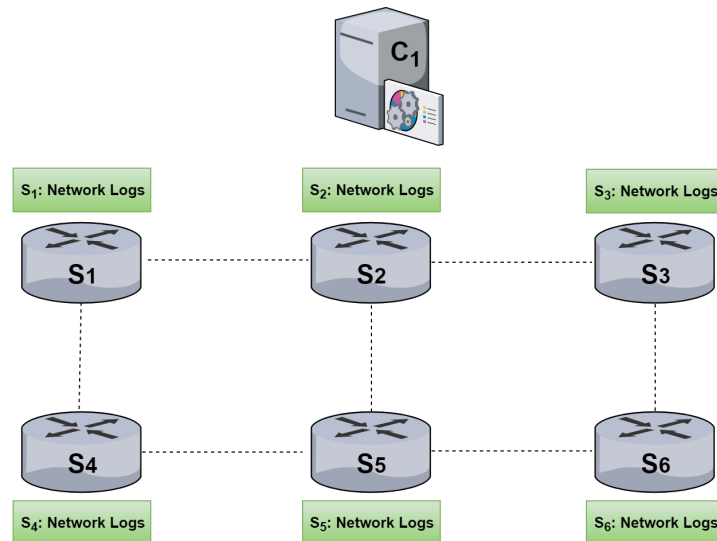 C₁
S₁: Network Logs
S₂: Network Logs
S₃: Network Logs
S1
S2
S3
S4
S5
S6
S₄: Network Logs
S₅: Network Logs
S₆: Network Logs